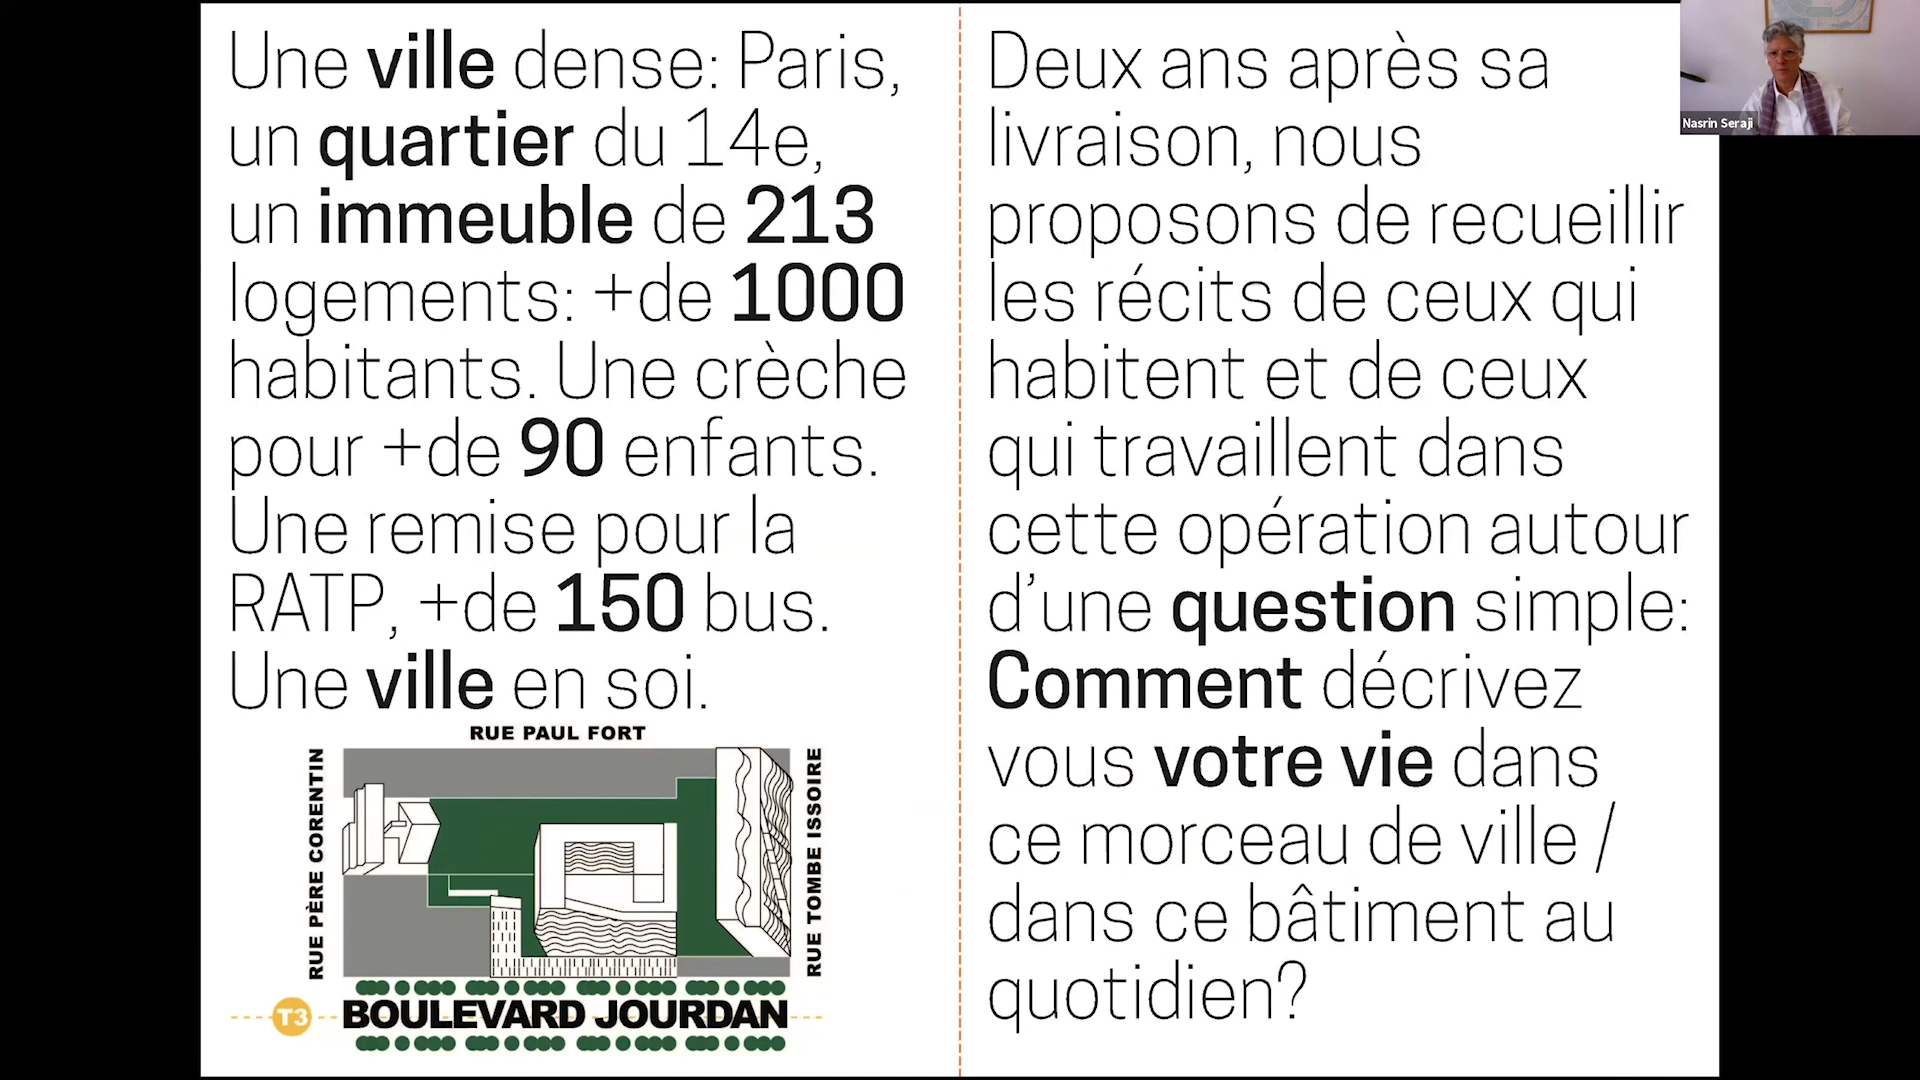 Une ville dense: Paris,
un quartier du 14e,
un immeuble de 213
logements: +de 1000
habitants. Une crèche
pour +de 90 enfants.
Une remise pour la
RATP, +de 150 bus.
Une ville en soi.
RUE PAUL FORT
RUE PÈRE CORENTIN
RUE TOMBE ISSOIRE
T3
BOULEVARD JOURDAN
Deux ans après sa
livraison, nous
proposons de recueillir
les récits de ceux qui
habitent et de ceux
qui travaillent dans
cette opération autour
d'une question simple:
Comment décrivez
vous votre vie dans
ce morceau de ville /
dans ce bâtiment au
quotidien?
Nasrin Seraji